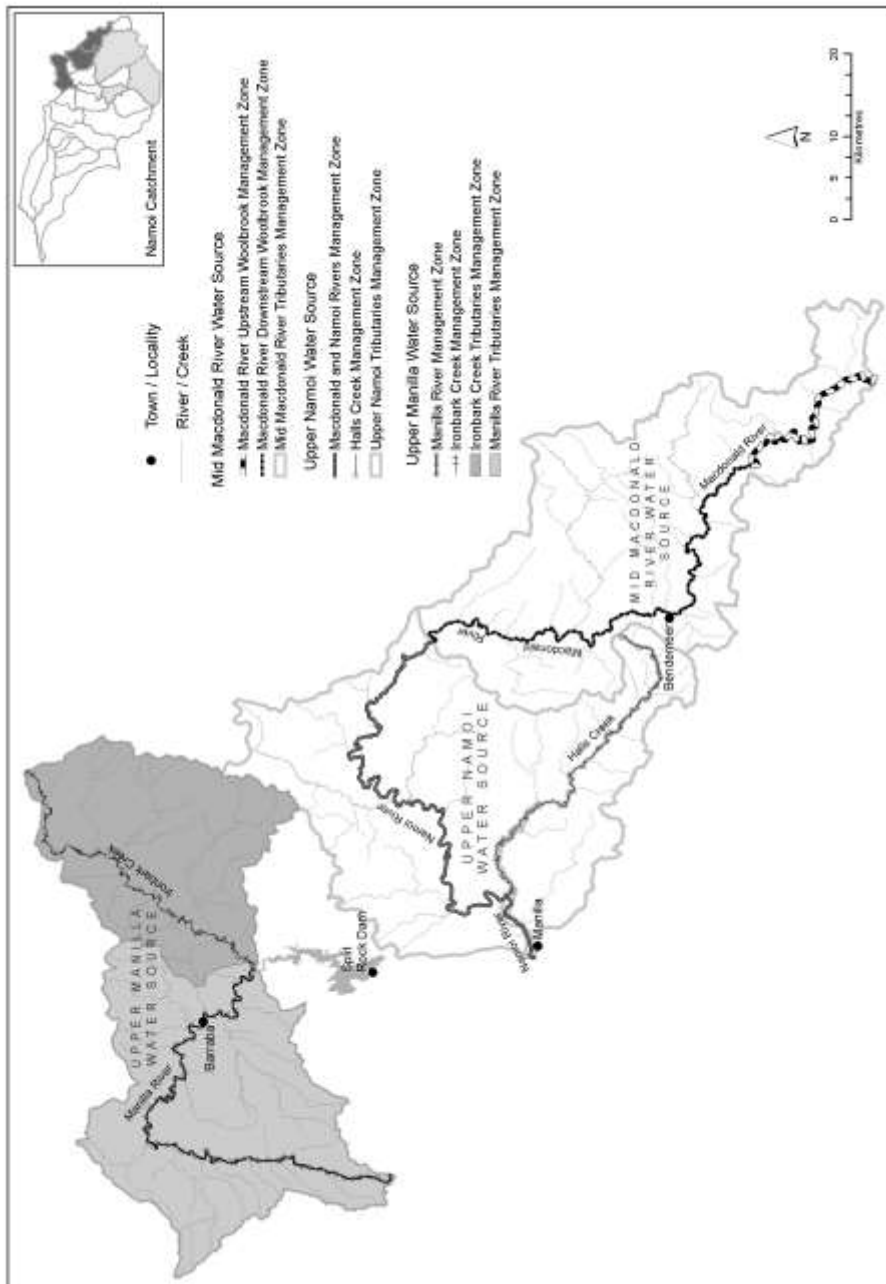 Namoi Catchment
Town / Locality
River / Creek
Mid Macdonald River Water Source
Macdonald River Upstream Woolbrook Management Zone
Macdonald River Downstream Woolbrook Management Zone
Mid Macdonald River Tributaries Management Zone
Upper Namoi Water Source
Macdonald and Namoi Rivers Management Zone
Halls Creek Management Zone
Upper Namoi Tributaries Management Zone
Upper Manilla Water Source
Manilla River Management Zone
Ironbark Creek Management Zone
Ironbark Creek Tributaries Management Zone
Manilla River Tributaries Management Zone
N
0 5 10 20
Kilometres
UPPER MANILLA
WATER SOURCE
Ironbark Creek
Manilla River
Barraba
Split
Rock Dam
UPPER NAMOI
WATER SOURCE
Namoi River
Namoi River
Manilla
Halls Creek
Macdonald
River
MID MACDONALD
RIVER WATER
SOURCE
Macdonald River
Bendemeer